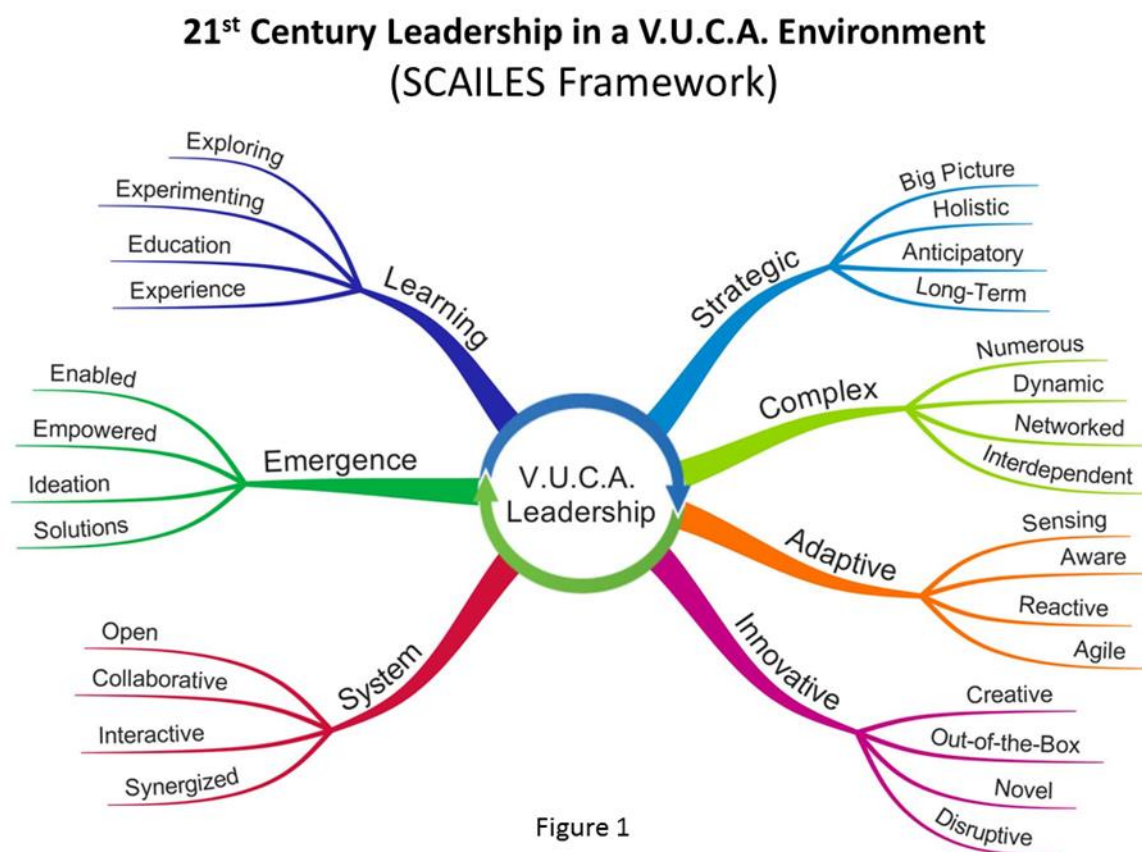 21st Century Leadership in a V.U.C.A. Environment
(SCAILES Framework)
Exploring
Experimenting
Education
Experience
Learning
Enabled
Empowered
Ideation
Solutions
Emergence
Open
Collaborative
Interactive
Synergized
System
V.U.C.A.
Leadership
Strategic
Big Picture
Holistic
Anticipatory
Long-Term
Complex
Numerous
Dynamic
Networked
Interdependent
Adaptive
Sensing
Aware
Reactive
Agile
Innovative
Creative
Out-of-the-Box
Novel
Disruptive
Figure 1